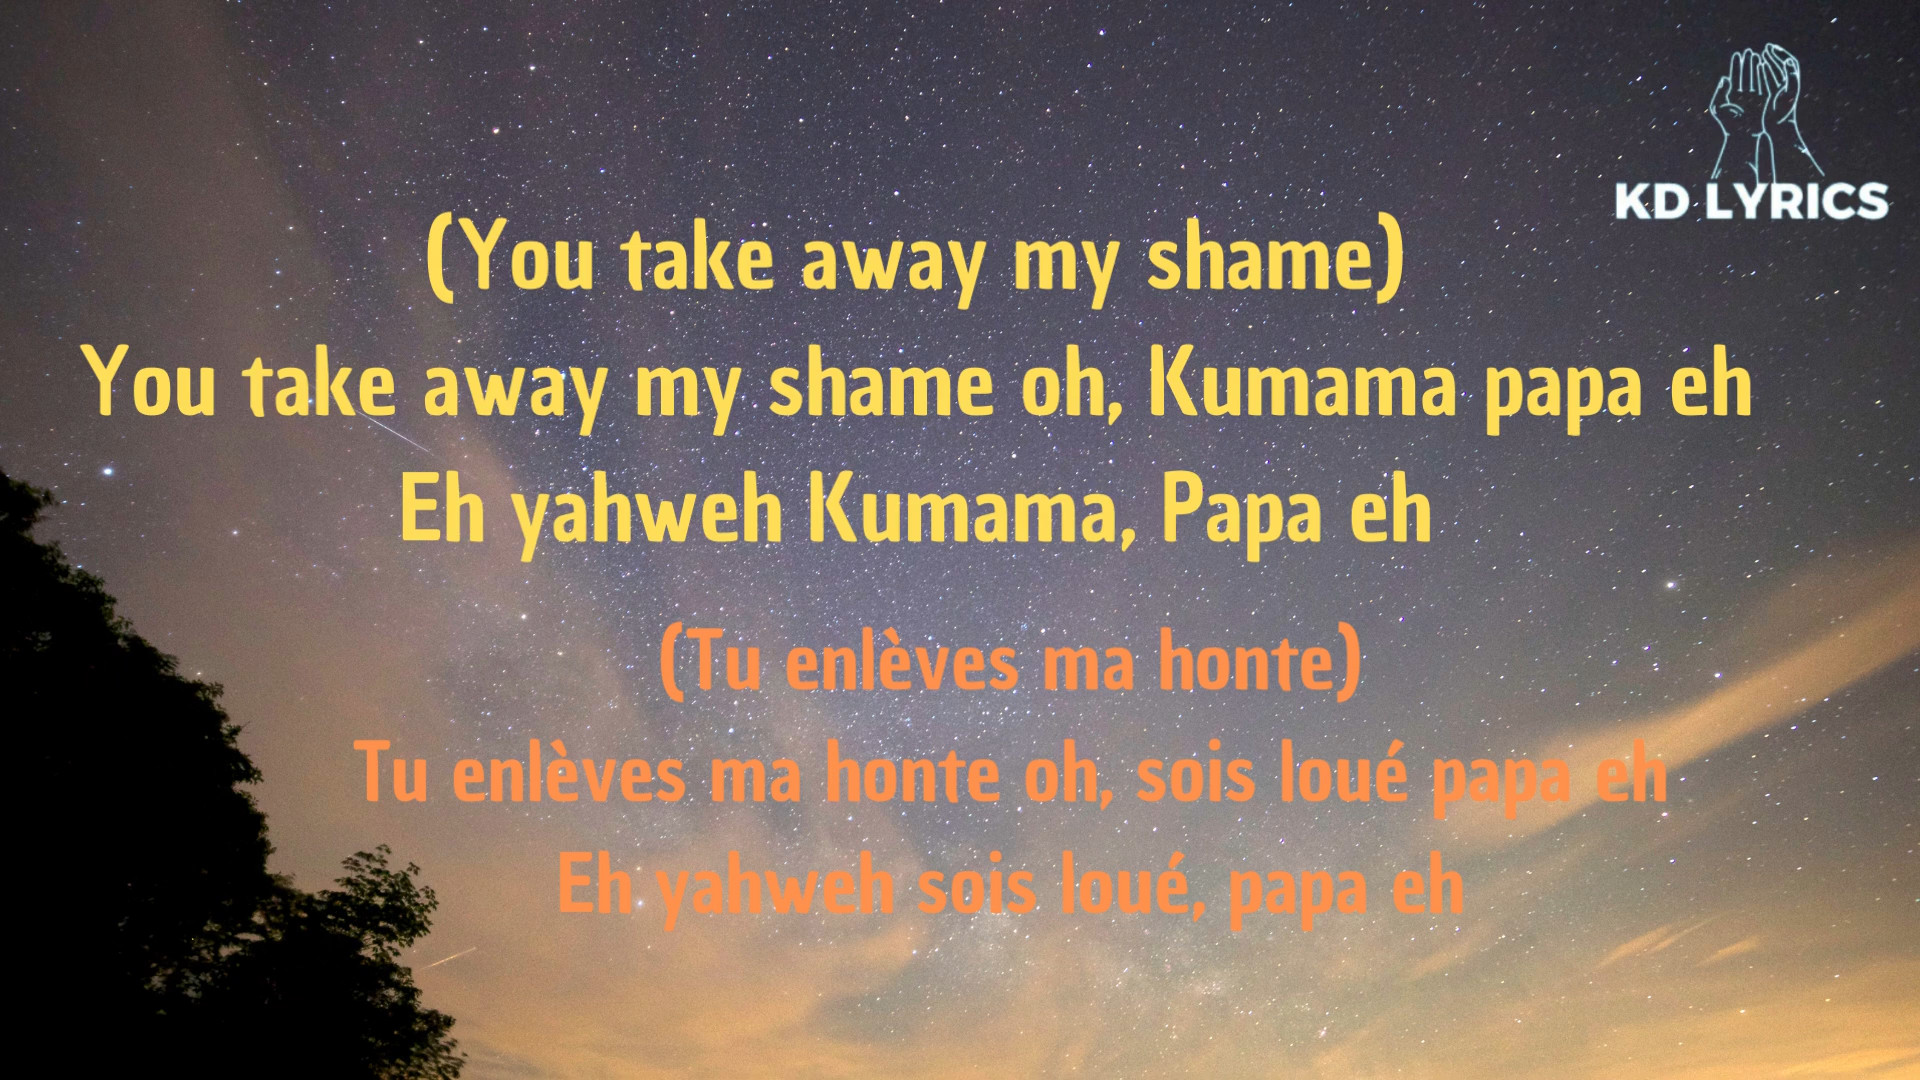 KD LYRICS
(You take away my shame)
You take away my shame oh, Kumama papa eh
Eh yahweh Kumama, Papa eh
(Tu enlèves ma honte)
Tu enlèves ma honte oh, sois loué papa eh
Eh yahweh sois loué, papa eh